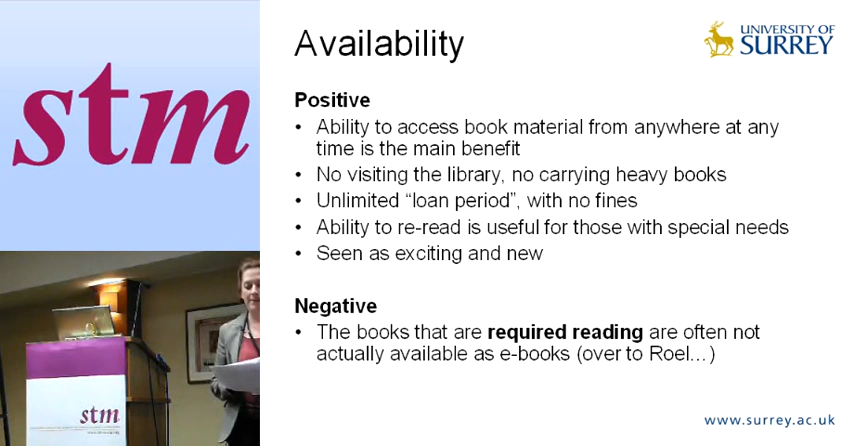 stm
Availability
UNIVERSITY OF
SURREY
Positive
• Ability to access book material from anywhere at any
time is the main benefit
• No visiting the library, no carrying heavy books
• Unlimited “loan period”, with no fines
• Ability to re-read is useful for those with special needs
• Seen as exciting and new
Negative
• The books that are required reading are often not
actually available as e-books (over to Roel…)
stm
www.surrey.ac.uk